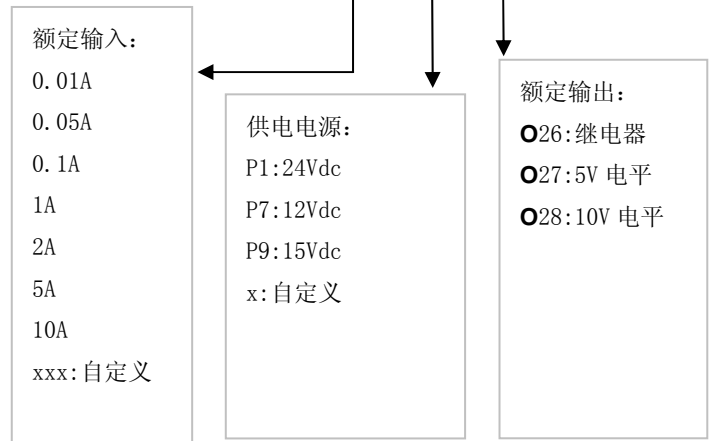 额定输入：
0.01A
0.05A
0.1A
1A
2A
5A
10A
xxx:自定义
供电电源：
P1:24Vdc
P7:12Vdc
P9:15Vdc
x:自定义
额定输出：
O26:继电器
O27:5V 电平
O28:10V 电平